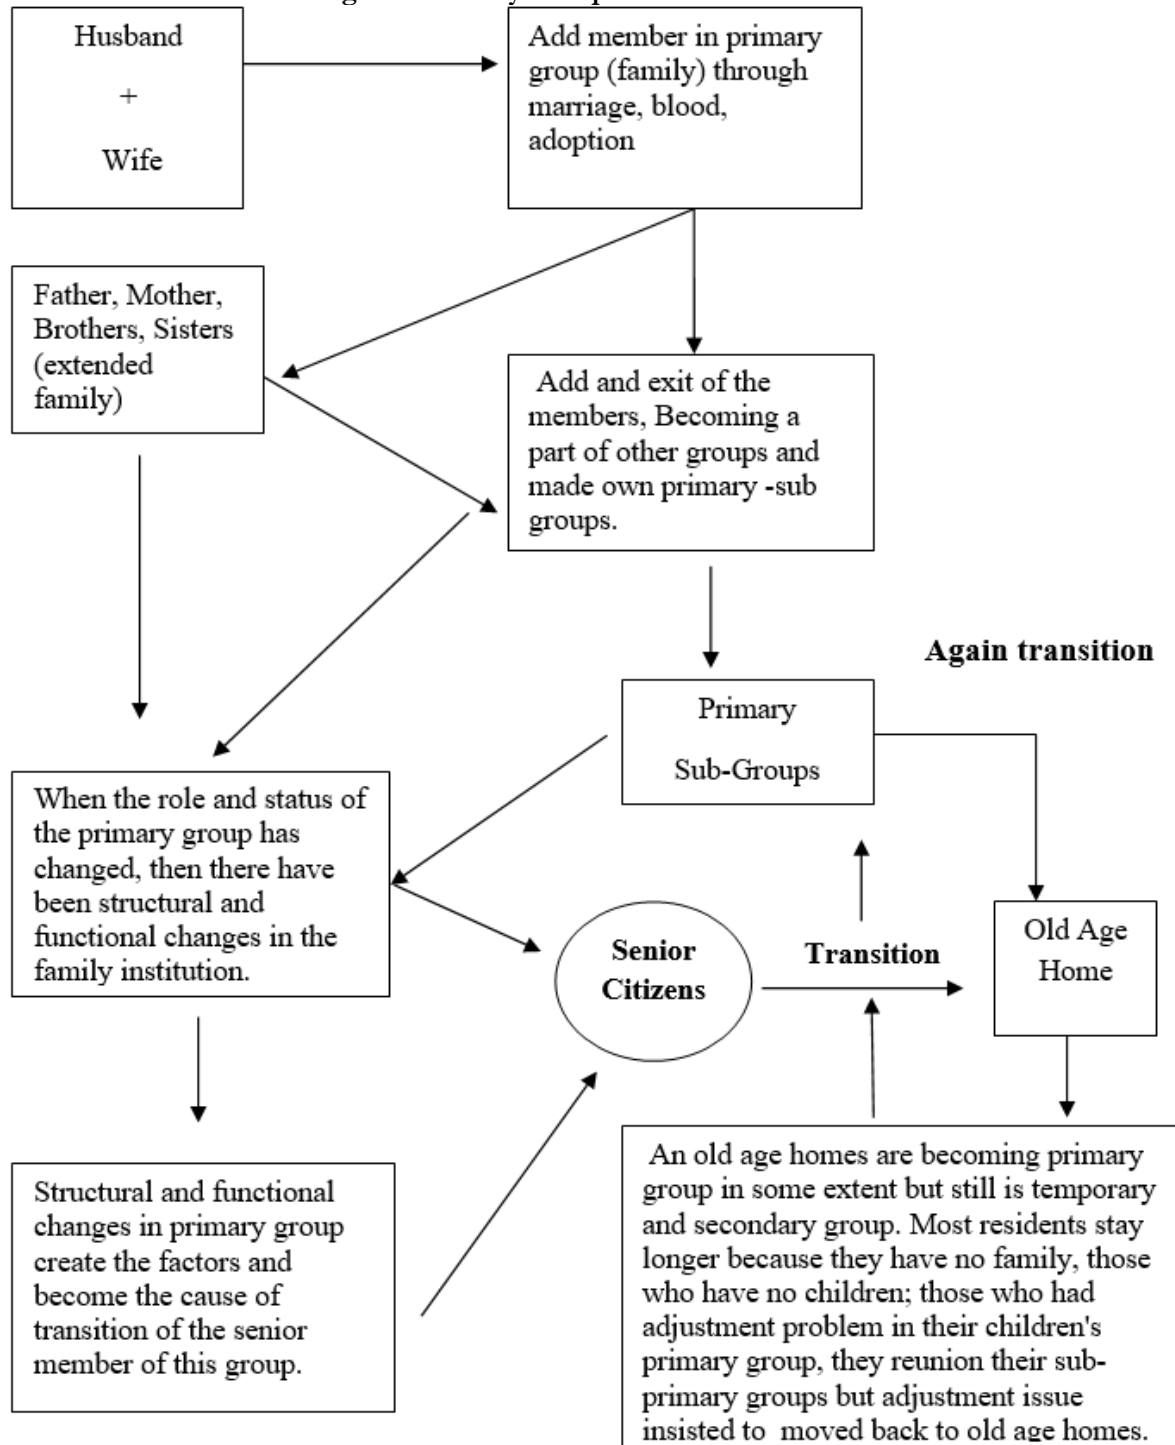 Husband
+
Wife
Add member in primary
group (family) through
marriage, blood,
adoption
Father, Mother,
Brothers, Sisters
(extended
family)
Add and exit of the
members, Becoming a
part of other groups and
made own primary -sub
groups.
Again transition
Primary
Sub-Groups
When the role and status of
the primary group has
changed, then there have
been structural and
functional changes in the
family institution.
Senior
Citizens
Transition
Old Age
Home
Structural and functional
changes in primary group
create the factors and
become the cause of
transition of the senior
member of this group.
An old age homes are becoming primary
group in some extent but still is temporary
and secondary group. Most residents stay
longer because they have no family, those
who have no children; those who had
adjustment problem in their children's
primary group, they reunion their sub-
primary groups but adjustment issue
insisted to moved back to old age homes.